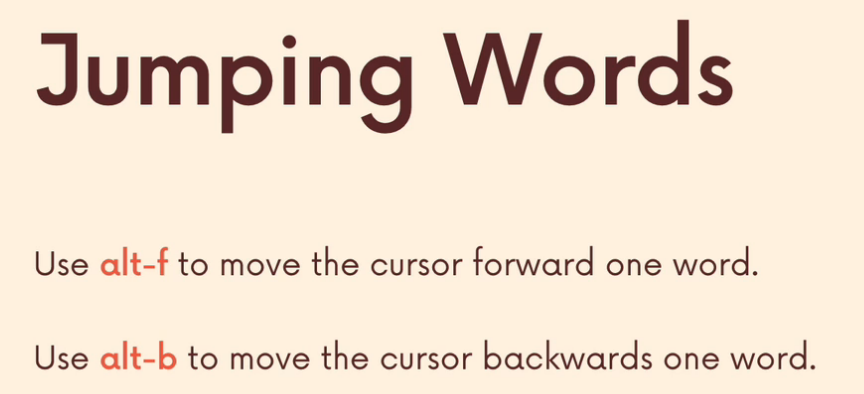 Jumping Words
Use alt-f to move the cursor forward one word.
Use alt-b to move the cursor backwards one word.